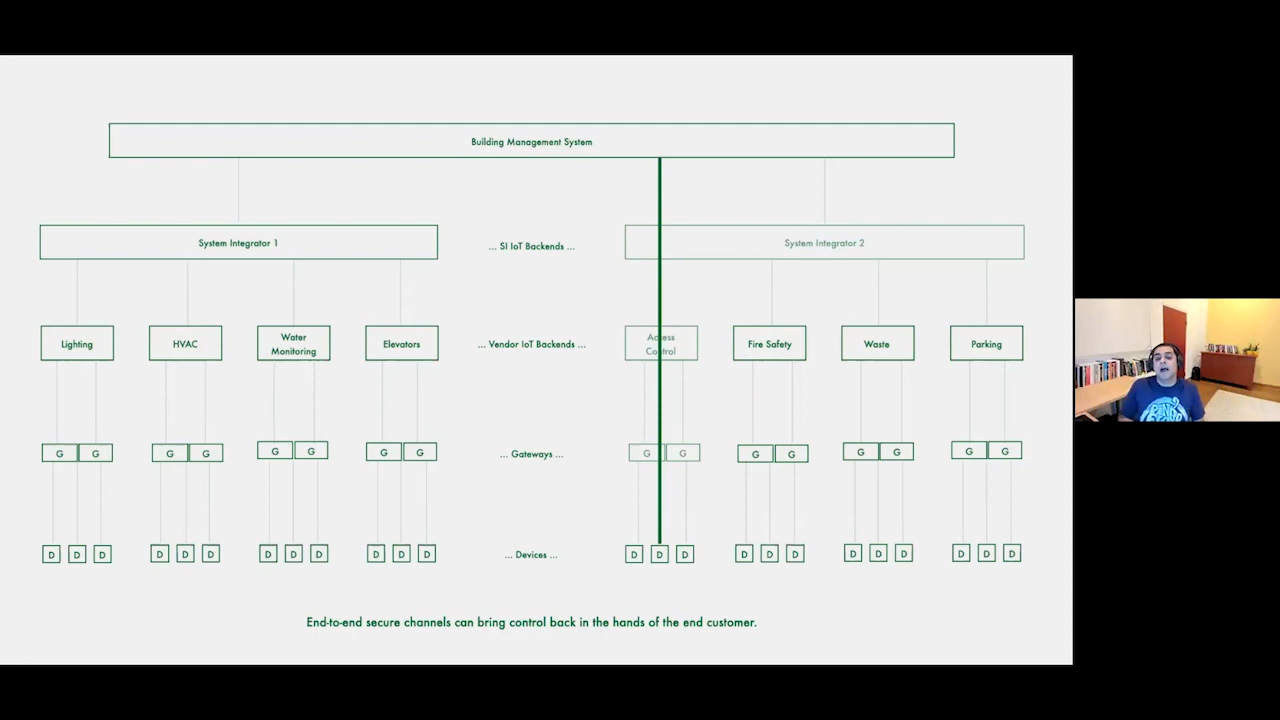 Building Management System
System Integrator 1
... SI IoT Backends ...
System Integrator 2
Lighting
HVAC
Water
Monitoring
Elevators
... Vendor IoT Backends ...
Access
Control
Fire Safety
Waste
Parking
G G G G G G G G ... Gateways ... G G G G G G G G
D D D D D D D D D D D D ... Devices ... D D D D D D D D D D D D
End-to-end secure channels can bring control back in the hands of the end customer.